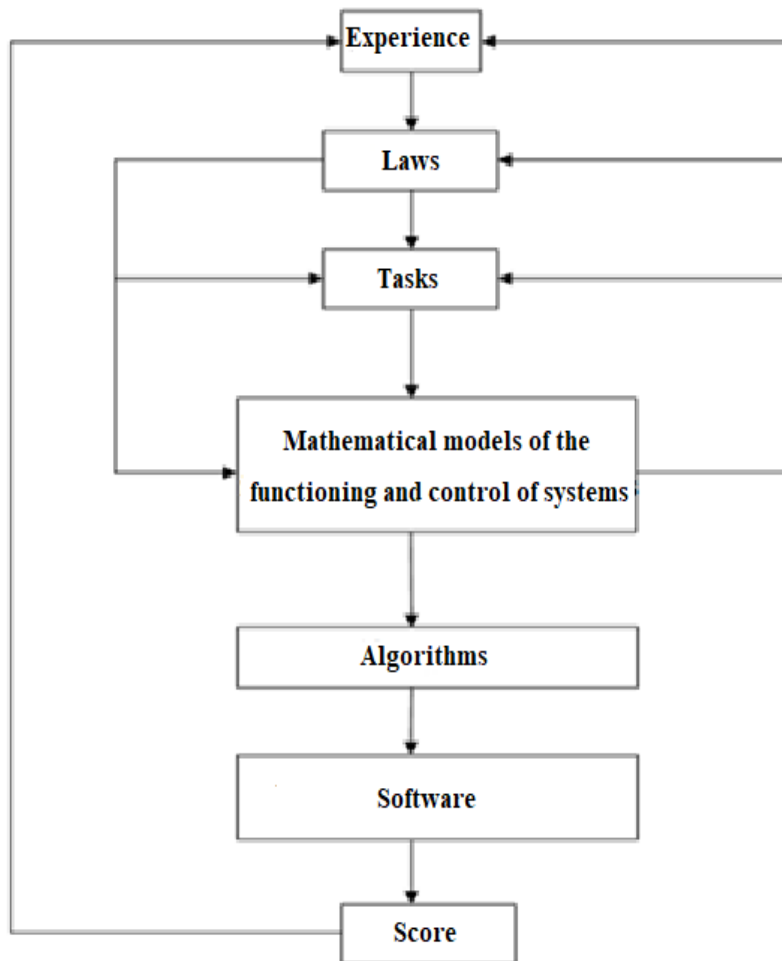 Experience
Laws
Tasks
Mathematical models of the
functioning and control of systems
Algorithms
Software
Score